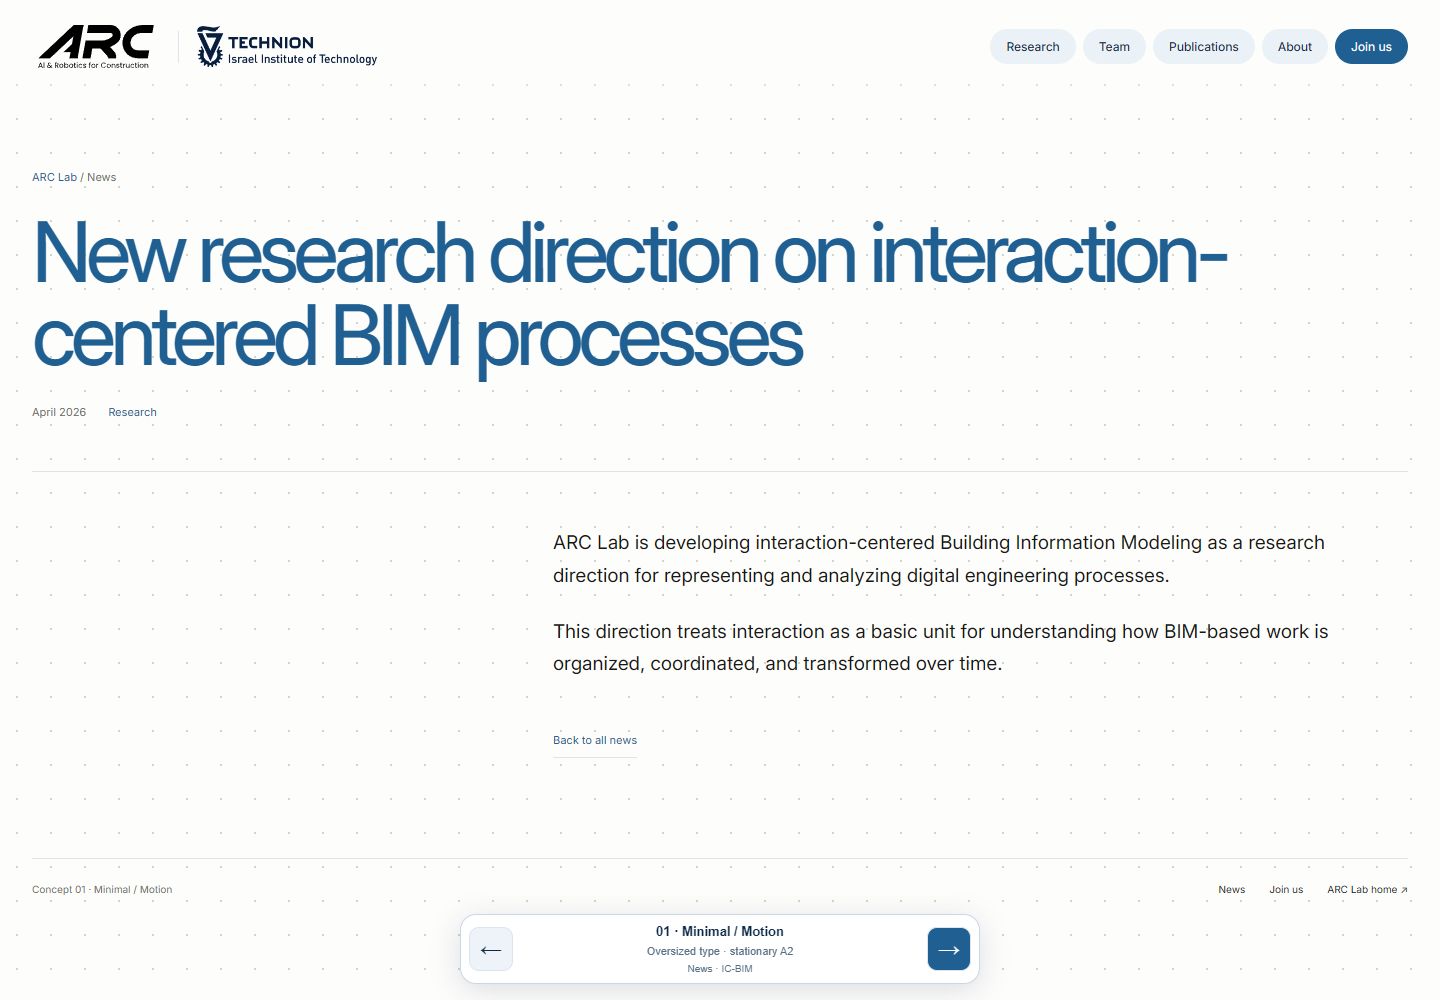 ARC
AI & Robotics for Construction
TECHNION
Israel Institute of Technology
Research
Team
Publications
About
Join us
ARC Lab / News
New research direction on interaction-
centered BIM processes
April 2026
Research
ARC Lab is developing interaction-centered Building Information Modeling as a research
direction for representing and analyzing digital engineering processes.
This direction treats interaction as a basic unit for understanding how BIM-based work is
organized, coordinated, and transformed over time.
Back to all news
Concept 01 · Minimal / Motion
News
Join us
ARC Lab home ↗
←
01 · Minimal / Motion
Oversized type · stationary A2
News · IC-BIM
→